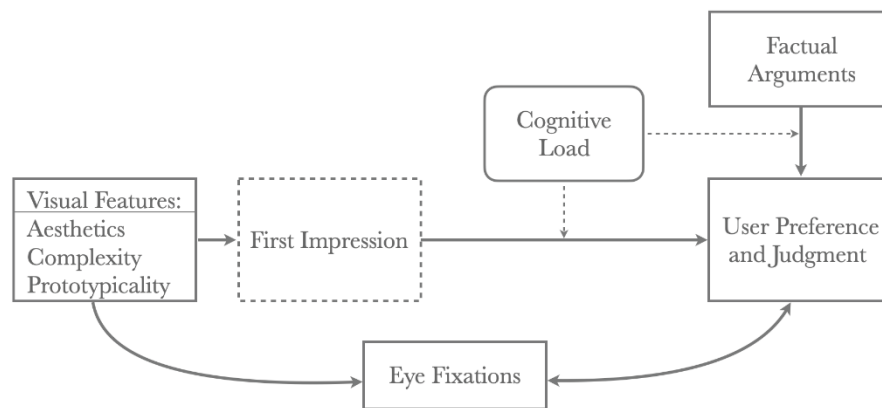 Factual
Arguments
Cognitive
Load
Visual Features:
Aesthetics
Complexity
Prototypicality
First Impression
User Preference
and Judgment
Eye Fixations